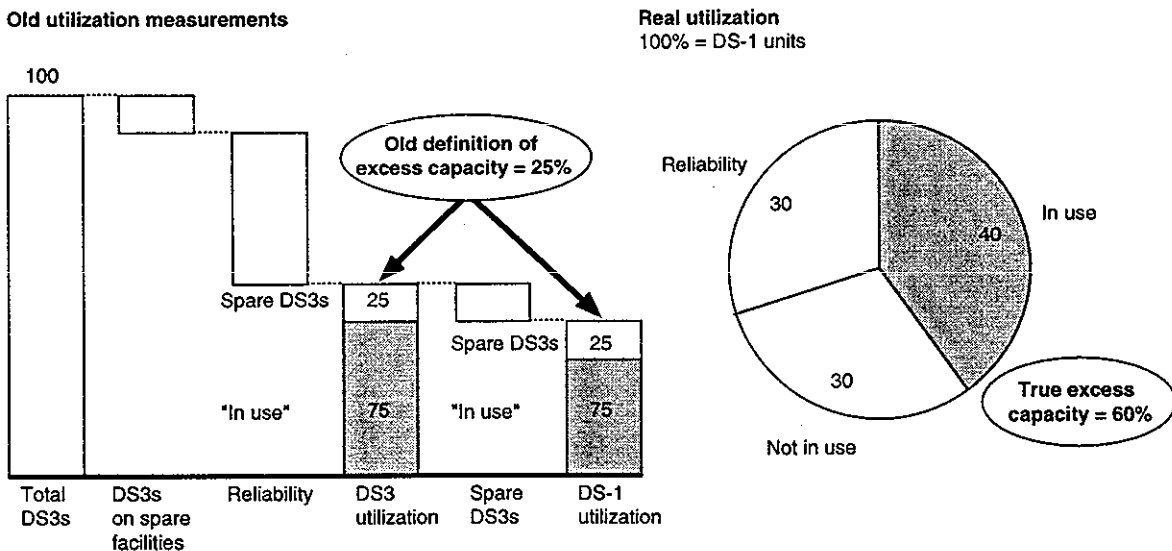 Old utilization measurements
100
Old definition of
excess capacity = 25%
Spare DS3s
25
Spare DS3s
25
"In use"
75
"In use"
75
Total
DS3s
DS3s
on spare
facilities
Reliability
DS3
utilization
Spare
DS3s
DS-1
utilization
Real utilization
100% = DS-1 units
Reliability
30
In use
40
30
Not in use
True excess
capacity = 60%